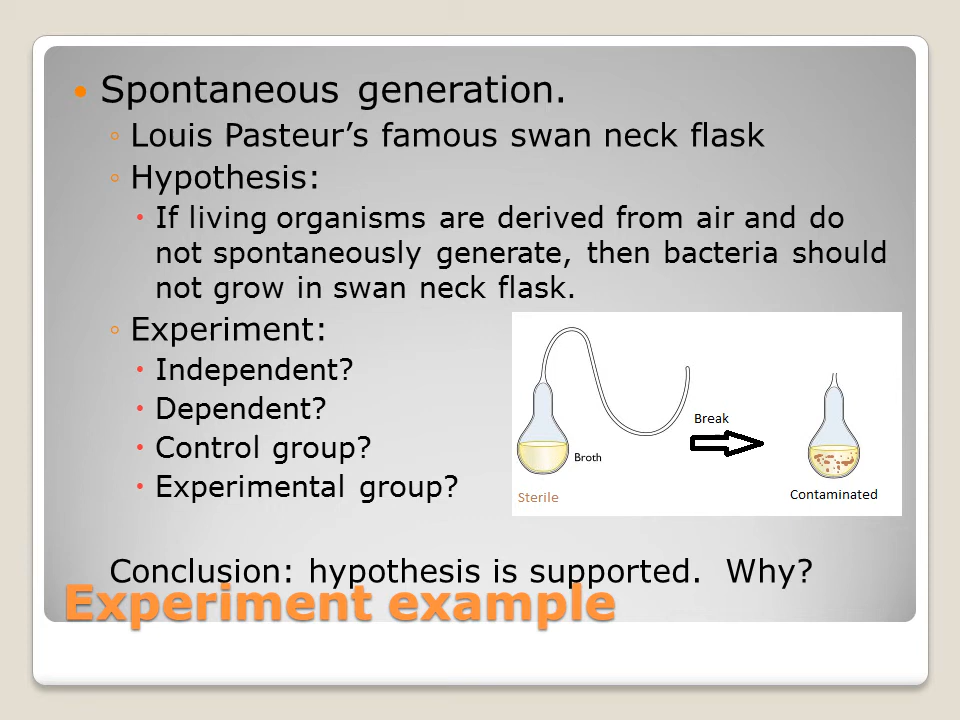 Spontaneous generation.
Louis Pasteur’s famous swan neck flask
Hypothesis:
If living organisms are derived from air and do
not spontaneously generate, then bacteria should
not grow in swan neck flask.
Experiment:
Independent?
Dependent?
Control group?
Experimental group?
Break
Broth
Sterile
Contaminated
Conclusion: hypothesis is supported.  Why?
Experiment example